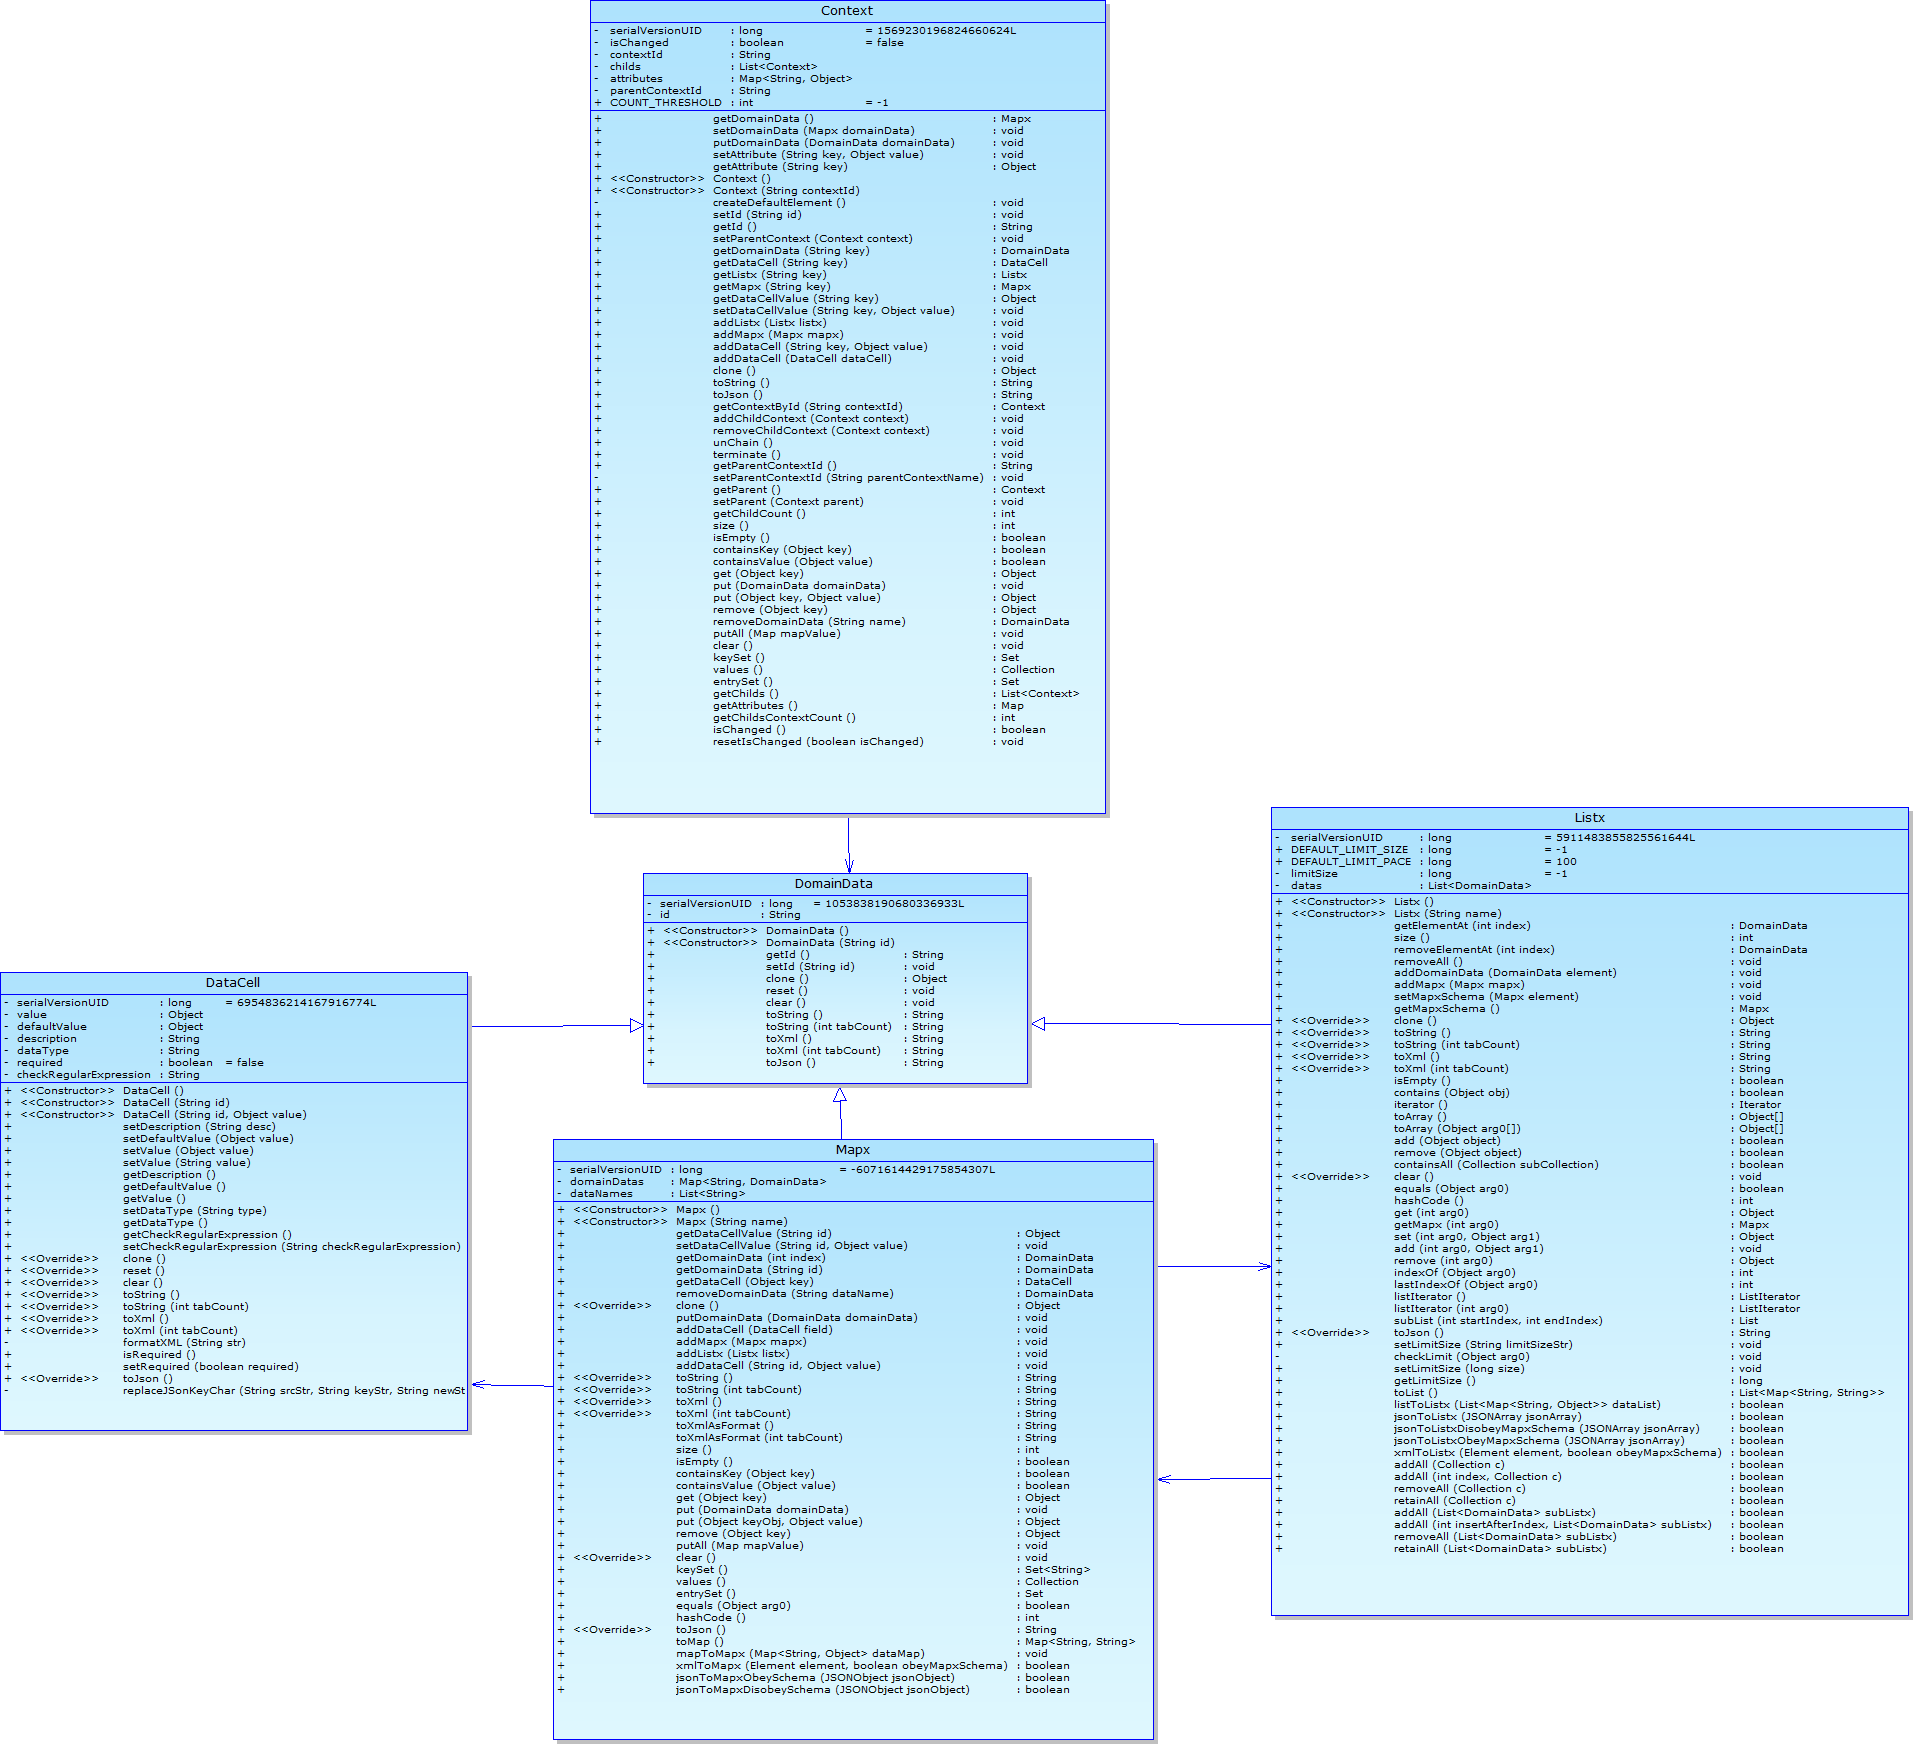 Context
- serialVersionUID : long = 1569230196824660624L
- isChanged : boolean = false
- contextId : String
- childs : List<Context>
- attributes : Map<String, Object>
- parentContextId : String
+ COUNT_THRESHOLD : int = -1
+ getDomainData () : Mapx
+ setDomainData (Mapx domainData) : void
+ putDomainData (DomainData domainData) : void
+ setAttribute (String key, Object value) : void
+ getAttribute (String key) : Object
+ <<Constructor>> Context ()
+ <<Constructor>> Context (String contextId)
- createDefaultElement () : void
+ setId (String id) : void
+ getId () : String
+ setParentContext (Context context) : void
+ getDomainData (String key) : DomainData
+ getDataCell (String key) : DataCell
+ getListx (String key) : Listx
+ getMapx (String key) : Mapx
+ getDataCellValue (String key) : Object
+ setDataCellValue (String key, Object value) : void
+ addListx (Listx listx) : void
+ addMapx (Mapx mapx) : void
+ addDataCell (String key, Object value) : void
+ addDataCell (DataCell dataCell) : void
+ clone () : Object
+ toString () : String
+ toJson () : String
+ getContextById (String contextId) : Context
+ addChildContext (Context context) : void
+ removeChildContext (Context context) : void
+ unChain () : void
+ terminate () : void
+ getParentContextId () : String
- setParentContextId (String parentContextName) : void
+ getParent () : Context
+ setParent (Context parent) : void
+ getChildCount () : int
+ size () : int
+ isEmpty () : boolean
+ containsKey (Object key) : boolean
+ containsValue (Object value) : boolean
+ get (Object key) : Object
+ put (DomainData domainData) : void
+ put (Object key, Object value) : Object
+ remove (Object key) : Object
+ removeDomainData (String name) : DomainData
+ putAll (Map mapValue) : void
+ clear () : void
+ keySet () : Set
+ values () : Collection
+ entrySet () : Set
+ getChilds () : List<Context>
+ getAttributes () : Map
+ getChildsContextCount () : int
+ isChanged () : boolean
+ resetIsChanged (boolean isChanged) : void
DomainData
- serialVersionUID : long = 1053838190680336933L
- id : String
+ <<Constructor>> DomainData ()
+ <<Constructor>> DomainData (String id)
+ getId () : String
+ setId (String id) : void
+ clone () : Object
+ reset () : void
+ clear () : void
+ toString () : String
+ toString (int tabCount) : String
+ toXml () : String
+ toXml (int tabCount) : String
+ toJson () : String
DataCell
- serialVersionUID : long = 6954836214167916774L
- value : Object
- defaultValue : Object
- description : String
- dataType : String
- required : boolean = false
- checkRegularExpression : String
+ <<Constructor>> DataCell ()
+ <<Constructor>> DataCell (String id)
+ <<Constructor>> DataCell (String id, Object value)
+ setDescription (String desc)
+ setDefaultValue (Object value)
+ setValue (Object value)
+ setValue (String value)
+ getDescription ()
+ getDefaultValue ()
+ getValue ()
+ setDataType (String type)
+ getDataType ()
+ getCheckRegularExpression ()
+ setCheckRegularExpression (String checkRegularExpression)
+ <<Override>> clone ()
+ <<Override>> reset ()
+ <<Override>> clear ()
+ <<Override>> toString ()
+ <<Override>> toString (int tabCount)
+ <<Override>> toXml ()
+ <<Override>> toXml (int tabCount)
- formatXML (String str)
+ isRequired ()
+ setRequired (boolean required)
+ <<Override>> toJson ()
- replaceJSonKeyChar (String srcStr, String keyStr, String newSt
Mapx
- serialVersionUID : long = -6071614429175854307L
- domainDatas : Map<String, DomainData>
- dataNames : List<String>
+ <<Constructor>> Mapx ()
+ <<Constructor>> Mapx (String name)
+ getDataCellValue (String id) : Object
+ setDataCellValue (String id, Object value) : void
+ getDomainData (int index) : DomainData
+ getDomainData (String id) : DomainData
+ getDataCell (Object key) : DataCell
+ removeDomainData (String dataName) : DomainData
+ <<Override>> clone () : Object
+ putDomainData (DomainData domainData) : void
+ addDataCell (DataCell field) : void
+ addMapx (Mapx mapx) : void
+ addListx (Listx listx) : void
+ addDataCell (String id, Object value) : void
+ <<Override>> toString () : String
+ <<Override>> toString (int tabCount) : String
+ <<Override>> toXml () : String
+ <<Override>> toXml (int tabCount) : String
+ toXmlAsFormat () : String
+ toXmlAsFormat (int tabCount) : String
+ size () : int
+ isEmpty () : boolean
+ containsKey (Object key) : boolean
+ containsValue (Object value) : boolean
+ get (Object key) : Object
+ put (DomainData domainData) : void
+ put (Object keyObj, Object value) : Object
+ remove (Object key) : Object
+ putAll (Map mapValue) : void
+ <<Override>> clear () : void
+ keySet () : Set<String>
+ values () : Collection
+ entrySet () : Set
+ equals (Object arg0) : boolean
+ hashCode () : int
+ <<Override>> toJson () : String
+ toMap () : Map<String, String>
+ mapToMapx (Map<String, Object> dataMap) : void
+ xmlToMapx (Element element, boolean obeyMapxSchema) : boolean
+ jsonToMapxObeySchema (JSONObject jsonObject) : boolean
+ jsonToMapxDisobeySchema (JSONObject jsonObject) : boolean
Listx
- serialVersionUID : long = 5911483855825561644L
+ DEFAULT_LIMIT_SIZE : long = -1
+ DEFAULT_LIMIT_PACE : long = 100
- limitSize : long = -1
- datas : List<DomainData>
+ <<Constructor>> Listx ()
+ <<Constructor>> Listx (String name)
+ getElementAt (int index) : DomainData
+ size () : int
+ removeElementAt (int index) : DomainData
+ removeAll () : void
+ addDomainData (DomainData element) : void
+ addMapx (Mapx mapx) : void
+ setMapxSchema (Mapx element) : void
+ getMapxSchema () : Mapx
+ <<Override>> clone () : Object
+ <<Override>> toString () : String
+ <<Override>> toString (int tabCount) : String
+ <<Override>> toXml () : String
+ <<Override>> toXml (int tabCount) : String
+ isEmpty () : boolean
+ contains (Object obj) : boolean
+ iterator () : Iterator
+ toArray () : Object[]
+ toArray (Object arg0[]) : Object[]
+ add (Object object) : boolean
+ remove (Object object) : boolean
+ containsAll (Collection subCollection) : boolean
+ <<Override>> clear () : void
+ equals (Object arg0) : boolean
+ hashCode () : int
+ get (int arg0) : Object
+ getMapx (int arg0) : Mapx
+ set (int arg0, Object arg1) : Object
+ add (int arg0, Object arg1) : void
+ remove (int arg0) : Object
+ indexOf (Object arg0) : int
+ lastIndexOf (Object arg0) : int
+ listIterator () : ListIterator
+ listIterator (int arg0) : ListIterator
+ subList (int startIndex, int endIndex) : List
+ <<Override>> toJson () : String
+ setLimitSize (String limitSizeStr) : void
- checkLimit (Object arg0) : void
+ setLimitSize (long size) : void
+ getLimitSize () : long
+ toList () : List<Map<String, String>>
+ listToListx (List<Map<String, Object>> dataList) : boolean
+ jsonToListx (JSONArray jsonArray) : boolean
+ jsonToListxDisobeyMapxSchema (JSONArray jsonArray) : boolean
+ jsonToListxObeyMapxSchema (JSONArray jsonArray) : boolean
+ xmlToListx (Element element, boolean obeyMapxSchema) : boolean
+ addAll (Collection c) : boolean
+ addAll (int index, Collection c) : boolean
+ removeAll (Collection c) : boolean
+ retainAll (Collection c) : boolean
+ addAll (List<DomainData> subListx) : boolean
+ addAll (int insertAfterIndex, List<DomainData> subListx) : boolean
+ removeAll (List<DomainData> subListx) : boolean
+ retainAll (List<DomainData> subListx) : boolean